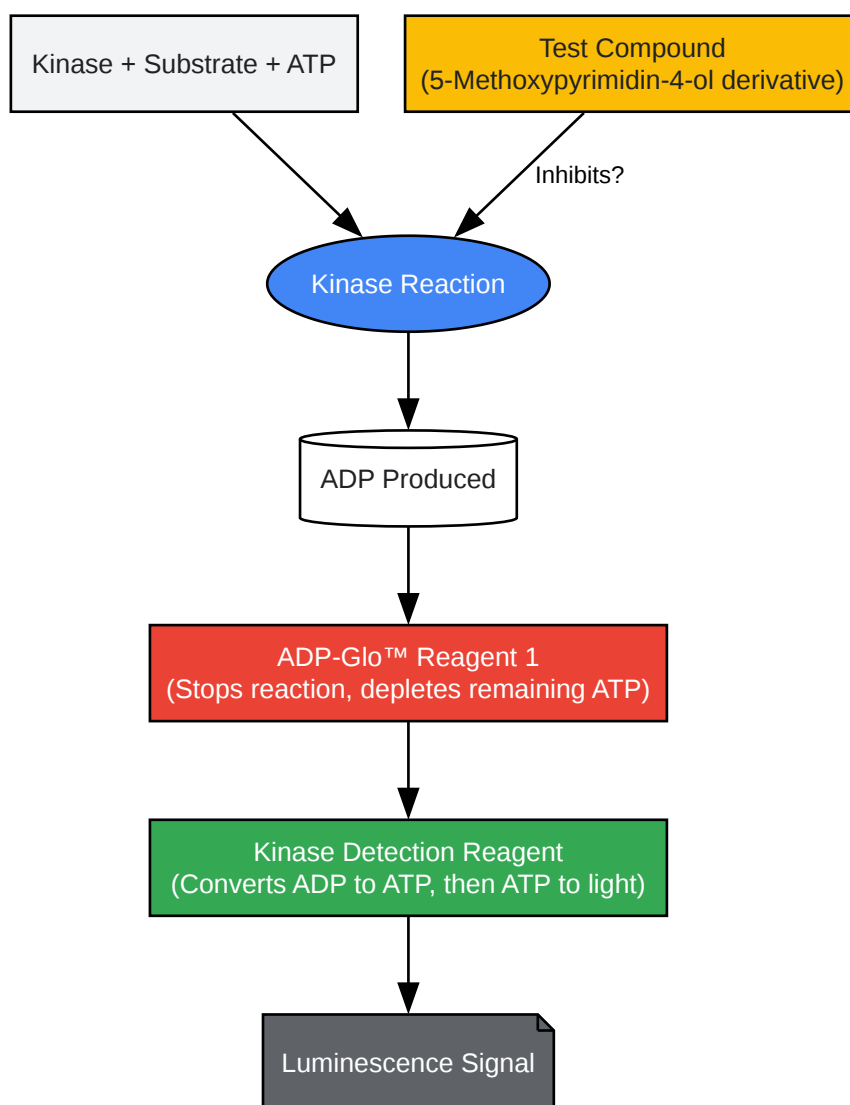 Kinase + Substrate + ATP
Test Compound
(5-Methoxypyrimidin-4-ol derivative)
Inhibits?
Kinase Reaction
ADP Produced
ADP-Glo™ Reagent 1
(Stops reaction, depletes remaining ATP)
Kinase Detection Reagent
(Converts ADP to ATP, then ATP to light)
Luminescence Signal